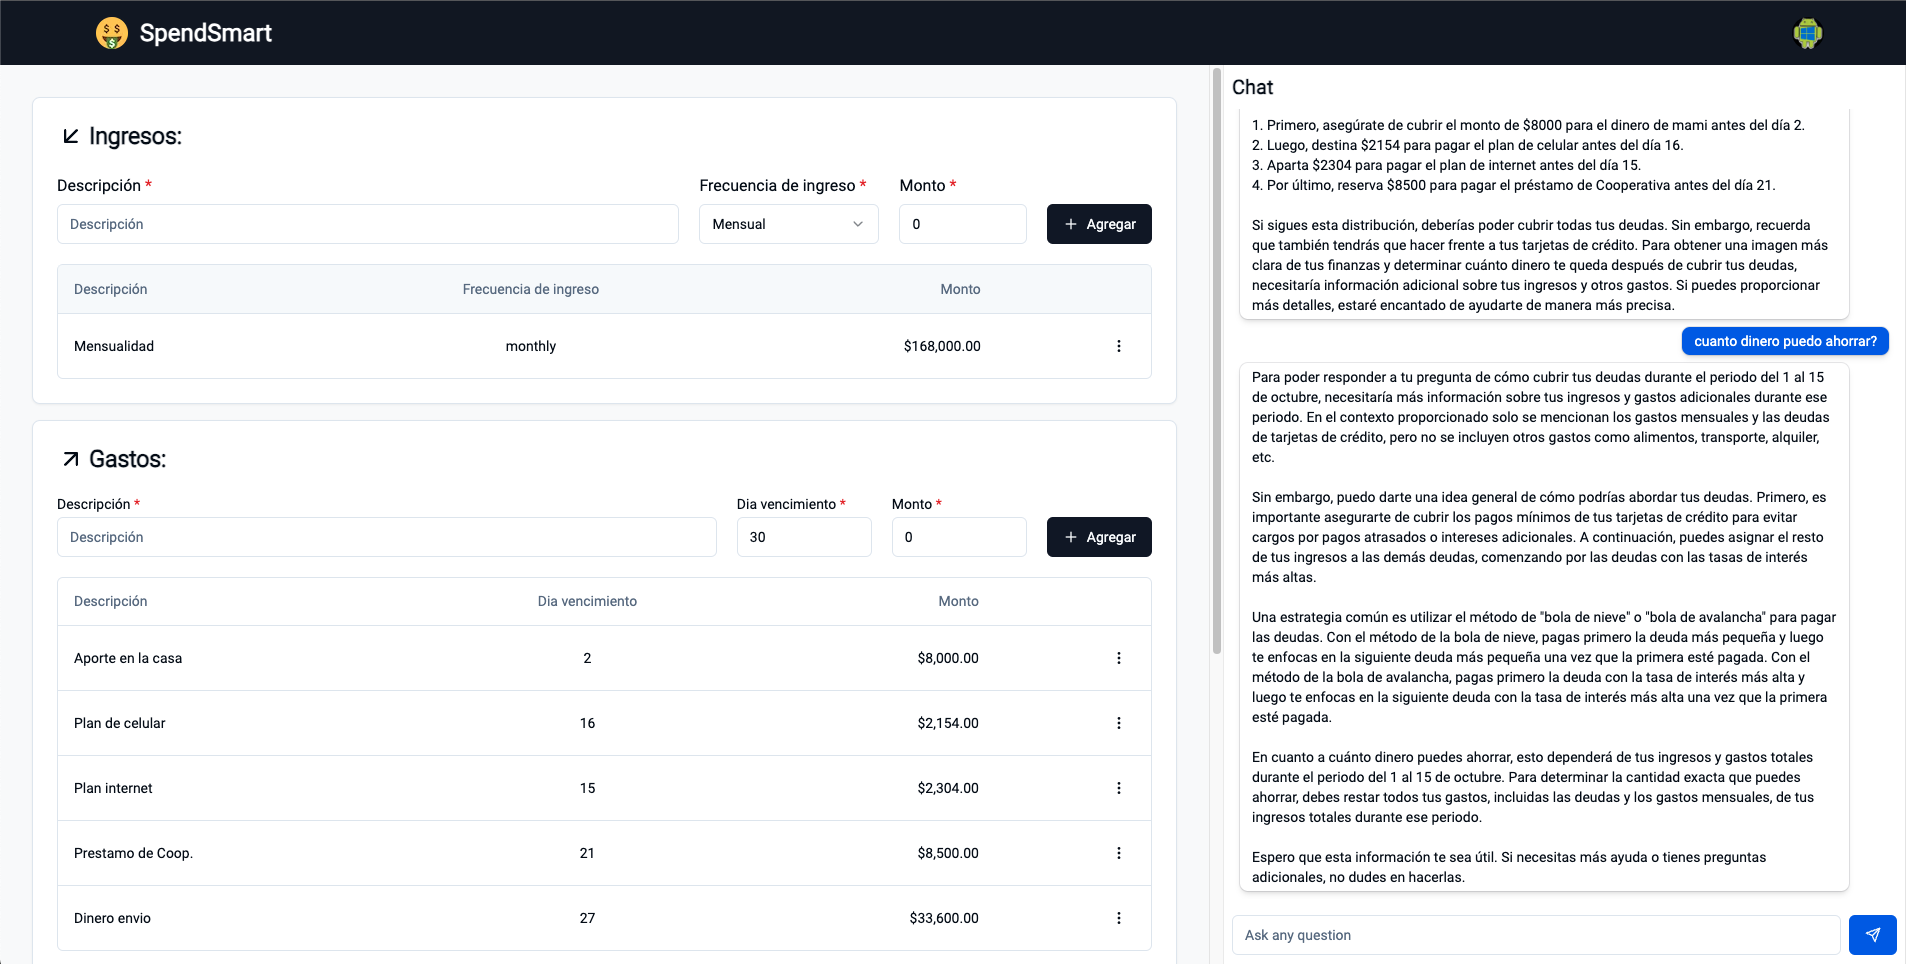 SpendSmart
Ingresos:
Descripción *
Frecuencia de ingreso *
Monto *
Descripción
Mensual
0
+ Agregar
Descripción Frecuencia de ingreso Monto
Mensualidad monthly $168,000.00
Gastos:
Descripción *
Dia vencimiento *
Monto *
Descripción
30
0
+ Agregar
Descripción Dia vencimiento Monto
Aporte en la casa 2 $8,000.00
Plan de celular 16 $2,154.00
Plan internet 15 $2,304.00
Prestamo de Coop. 21 $8,500.00
Dinero envio 27 $33,600.00
Chat
1. Primero, asegúrate de cubrir el monto de $8000 para el dinero de mami antes del día 2.
2. Luego, destina $2154 para pagar el plan de celular antes del día 16.
3. Aparta $2304 para pagar el plan de internet antes del día 15.
4. Por último, reserva $8500 para pagar el préstamo de Cooperativa antes del día 21.
Si sigues esta distribución, deberías poder cubrir todas tus deudas. Sin embargo, recuerda
que también tendrás que hacer frente a tus tarjetas de crédito. Para obtener una imagen más
clara de tus finanzas y determinar cuánto dinero te queda después de cubrir tus deudas,
necesitaría información adicional sobre tus ingresos y otros gastos. Si puedes proporcionar
más detalles, estaré encantado de ayudarte de manera más precisa.
cuanto dinero puedo ahorrar?
Para poder responder a tu pregunta de cómo cubrir tus deudas durante el periodo del 1 al 15
de octubre, necesitaría más información sobre tus ingresos y gastos adicionales durante ese
periodo. En el contexto proporcionado solo se mencionan los gastos mensuales y las deudas
de tarjetas de crédito, pero no se incluyen otros gastos como alimentos, transporte, alquiler,
etc.
Sin embargo, puedo darte una idea general de cómo podrías abordar tus deudas. Primero, es
importante asegurarte de cubrir los pagos mínimos de tus tarjetas de crédito para evitar
cargos por pagos atrasados o intereses adicionales. A continuación, puedes asignar el resto
de tus ingresos a las demás deudas, comenzando por las deudas con las tasas de interés
más altas.
Una estrategia común es utilizar el método de "bola de nieve" o "bola de avalancha" para pagar
las deudas. Con el método de la bola de nieve, pagas primero la deuda más pequeña y luego
te enfocas en la siguiente deuda más pequeña una vez que la primera esté pagada. Con el
método de la bola de avalancha, pagas primero la deuda con la tasa de interés más alta y
luego te enfocas en la siguiente deuda con la tasa de interés más alta una vez que la primera
esté pagada.
En cuanto a cuánto dinero puedes ahorrar, esto dependerá de tus ingresos y gastos totales
durante el periodo del 1 al 15 de octubre. Para determinar la cantidad exacta que puedes
ahorrar, debes restar todos tus gastos, incluidas las deudas y los gastos mensuales, de tus
ingresos totales durante ese periodo.
Espero que esta información te sea útil. Si necesitas más ayuda o tienes preguntas
adicionales, no dudes en hacerlas.
Ask any question